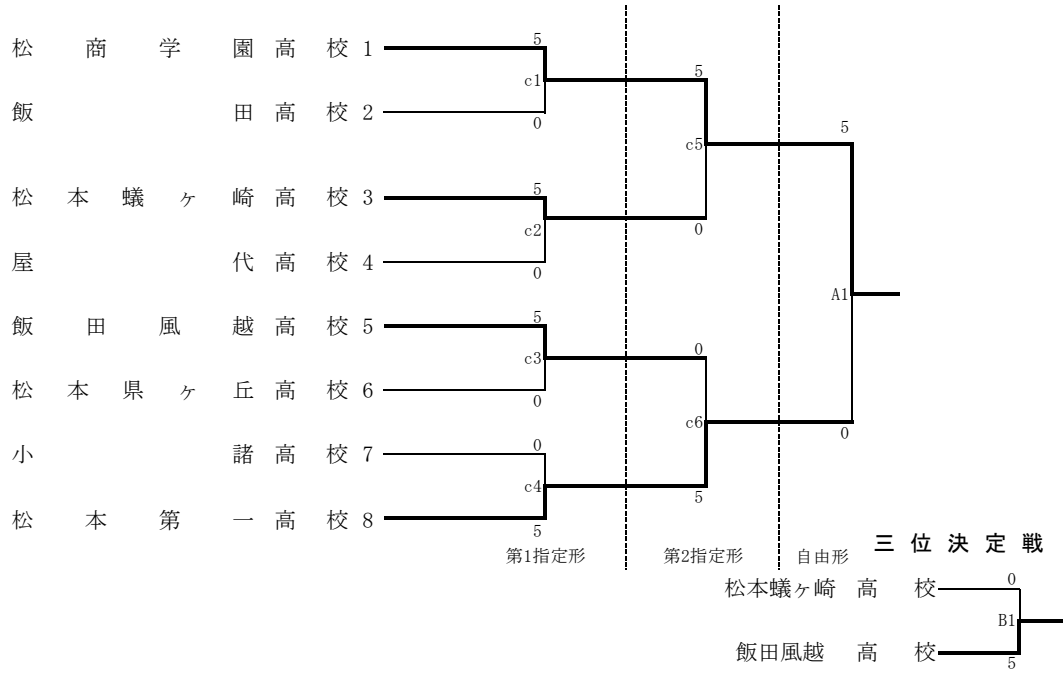 松商学園高校 1
飯田高校 2
松本蟻ヶ崎高校 3
屋代高校 4
飯田風越高校 5
松本県ヶ丘高校 6
小諸高校 7
松本第一高校 8
5
c1
0
5
c2
0
5
c3
0
0
c4
5
5
c5
0
0
c6
5
5
A1
0
第1指定形
第2指定形
自由形
三位決定戦
松本蟻ヶ崎 高校
飯田風越 高校
0
B1
5